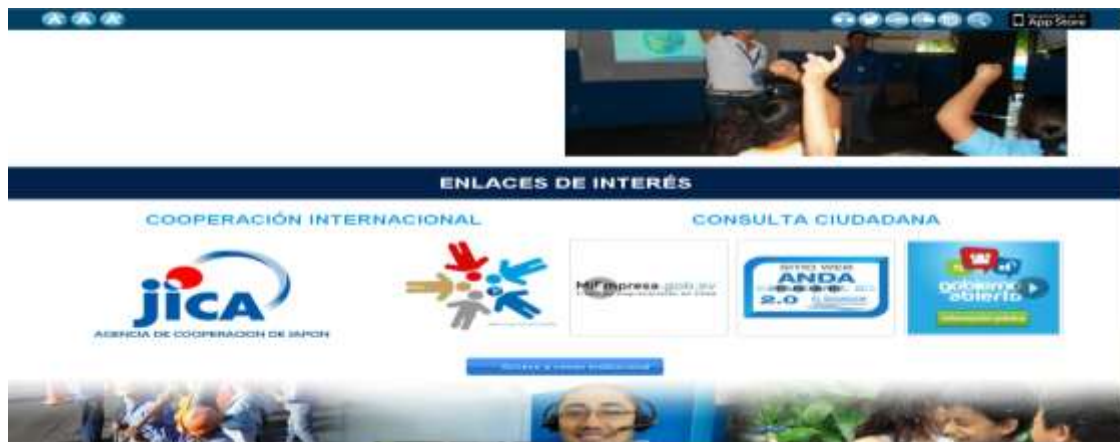 A A A
App Store
ENLACES DE INTERÉS
COOPERACIÓN INTERNACIONAL
CONSULTA CIUDADANA
jica
AGENCIA DE COOPERACION DE JAPON
MiEmpresa.gob.sv
SITIO WEB
ANDA
2.0
gobierno
abierto